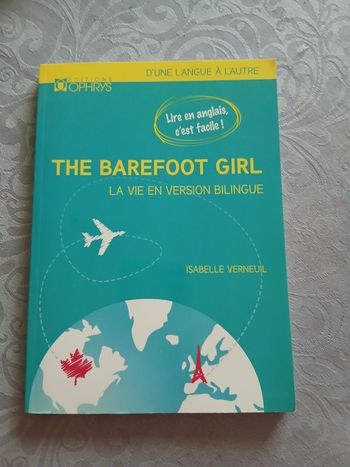 D'UNE LANGUE À L'AUTRE
ÉDITIONS
OPHRYS
Lire en anglais,
c'est facile !
THE BAREFOOT GIRL
LA VIE EN VERSION BILINGUE
ISABELLE VERNEUIL